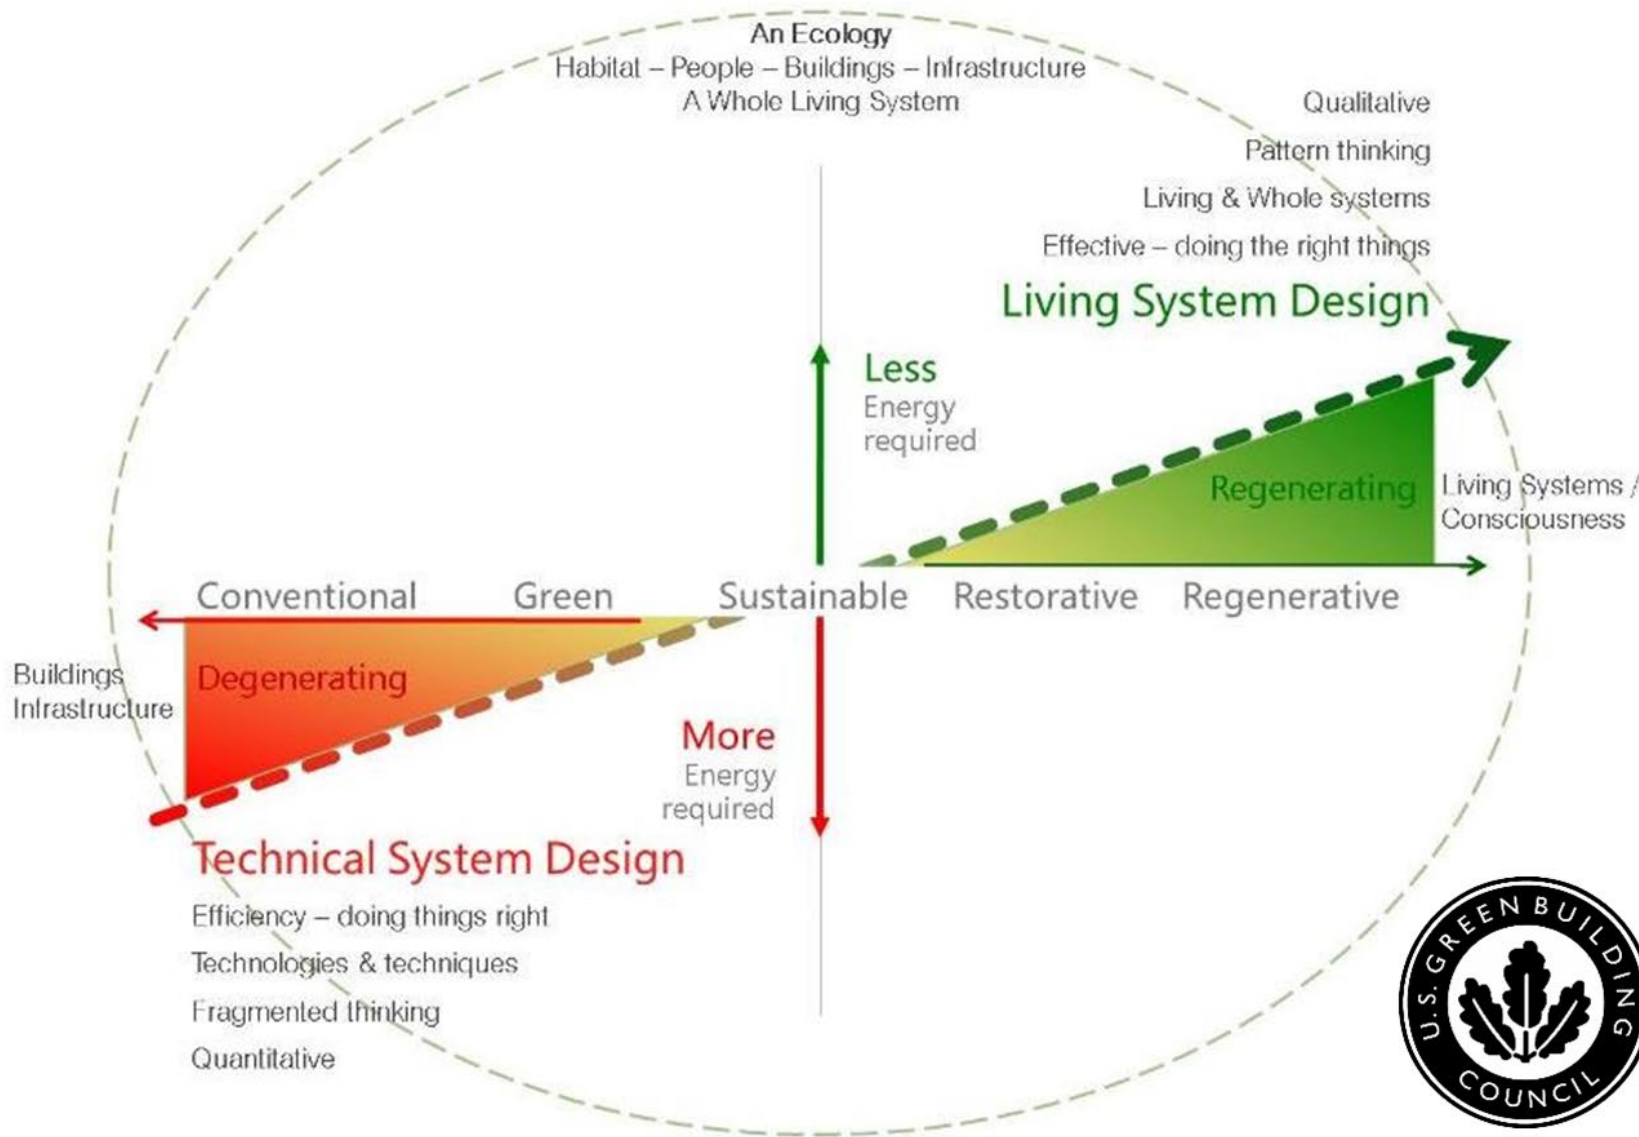 An Ecology
Habitat – People – Buildings – Infrastructure
A Whole Living System
Qualitative
Pattern thinking
Living & Whole systems
Effective – doing the right things
Living System Design
Less
Energy
required
Regenerating
Living Systems /
Consciousness
Conventional Green Sustainable Restorative Regenerative
Buildings
Infrastructure
Degenerating
More
Energy
required
Technical System Design
Efficiency – doing things right
Technologies & techniques
Fragmented thinking
Quantitative
U.S. GREEN BUILDING
COUNCIL